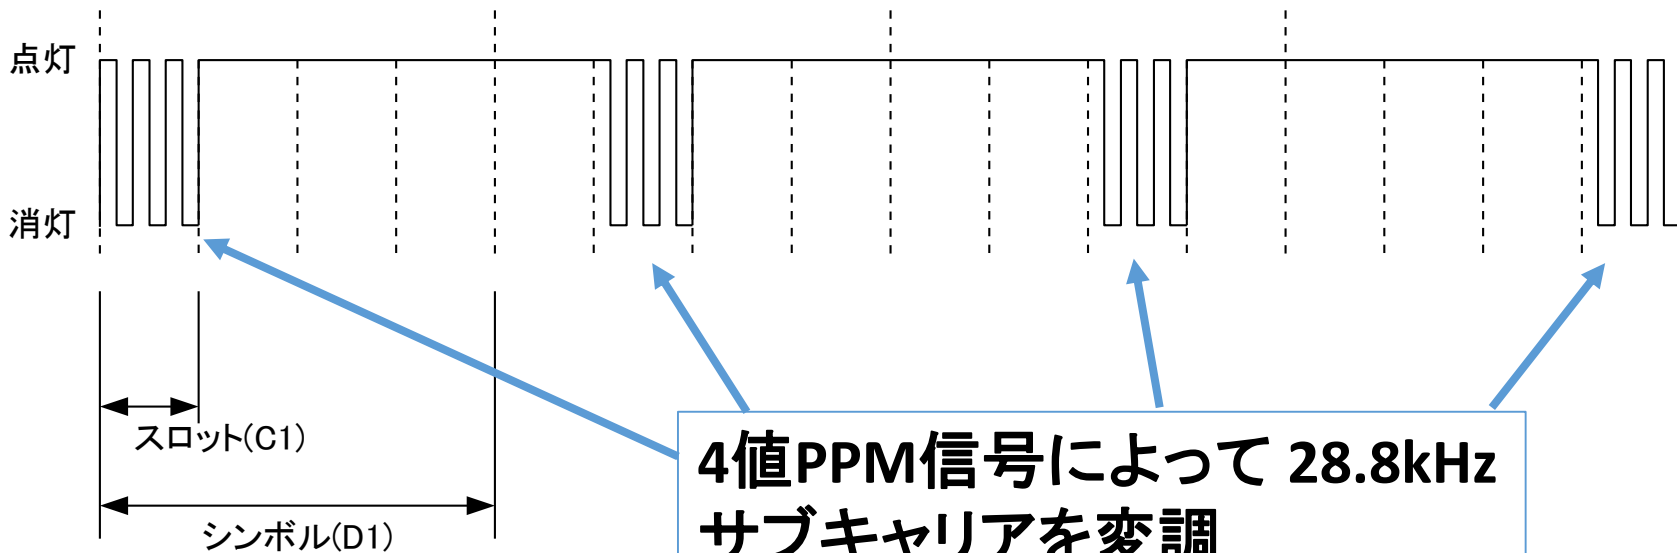 点灯
消灯
スロット(C1)
シンボル(D1)
4値PPM信号によって 28.8kHz
サブキャリアを変調